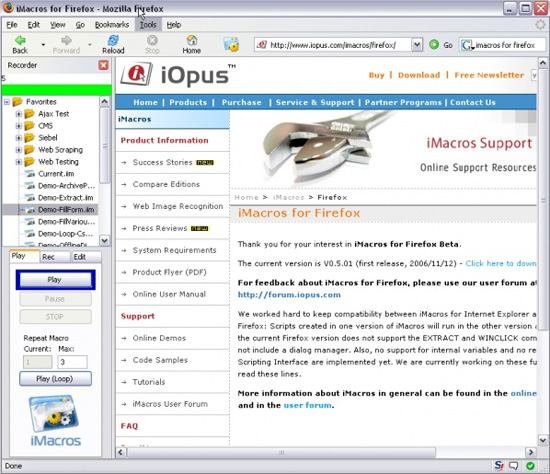 iMacros for Firefox - Mozilla Firefox
File Edit View Go Bookmarks Tools Help
Back Forward Reload Stop Home http://www.iopus.com/imacros/firefox/ Go imacros for firefox
Recorder
5
Favorites
Ajax Test
CMS
Siebel
Web Scraping
Web Testing
Current.iim
Demo-ArchiveP...
Demo-Extract.iim
Demo-FillForm.iim
Demo-FillVariou...
Demo-Loop-Cs...
Play Rec Edit
Play
Pause
STOP
Repeat Macro
Current: Max:
1 3
Play (Loop)
iMacros
iOpus™
Buy | Download | Free Newsletter
Home | Products | Purchase | Service & Support | Partner Programs | Contact Us
iMacros
Product Information
→ Success Stories new
→ Compare Editions
→ Web Image Recognition
→ Press Reviews new
→ System Requirements
→ Product Flyer (PDF)
→ Online User Manual
Support
→ Online Demos
→ Code Samples
→ Tutorials
→ iMacros User Forum
FAQ
iMacros Support
Online Support Resources
Home > iMacros > Firefox
iMacros for Firefox
Thank you for your interest in iMacros for Firefox Beta.
The current version is V0.5.01 (first release, 2006/11/12) - Click here to down
For feedback about iMacros for Firefox, please use our user forum at
http://forum.iopus.com
We worked hard to keep compatibility between iMacros for Internet Explorer a
Firefox: Scripts created in one version of iMacros will run in the other version
the current Firefox version does not support the EXTRACT and WINCLICK com
not include a dialog manager. Also, no support for internal variables and no re
Scripting Interface are implemented yet. We are currently working on these fu
read these lines.
More information about iMacros in general can be found in the online
and in the user forum.
Done